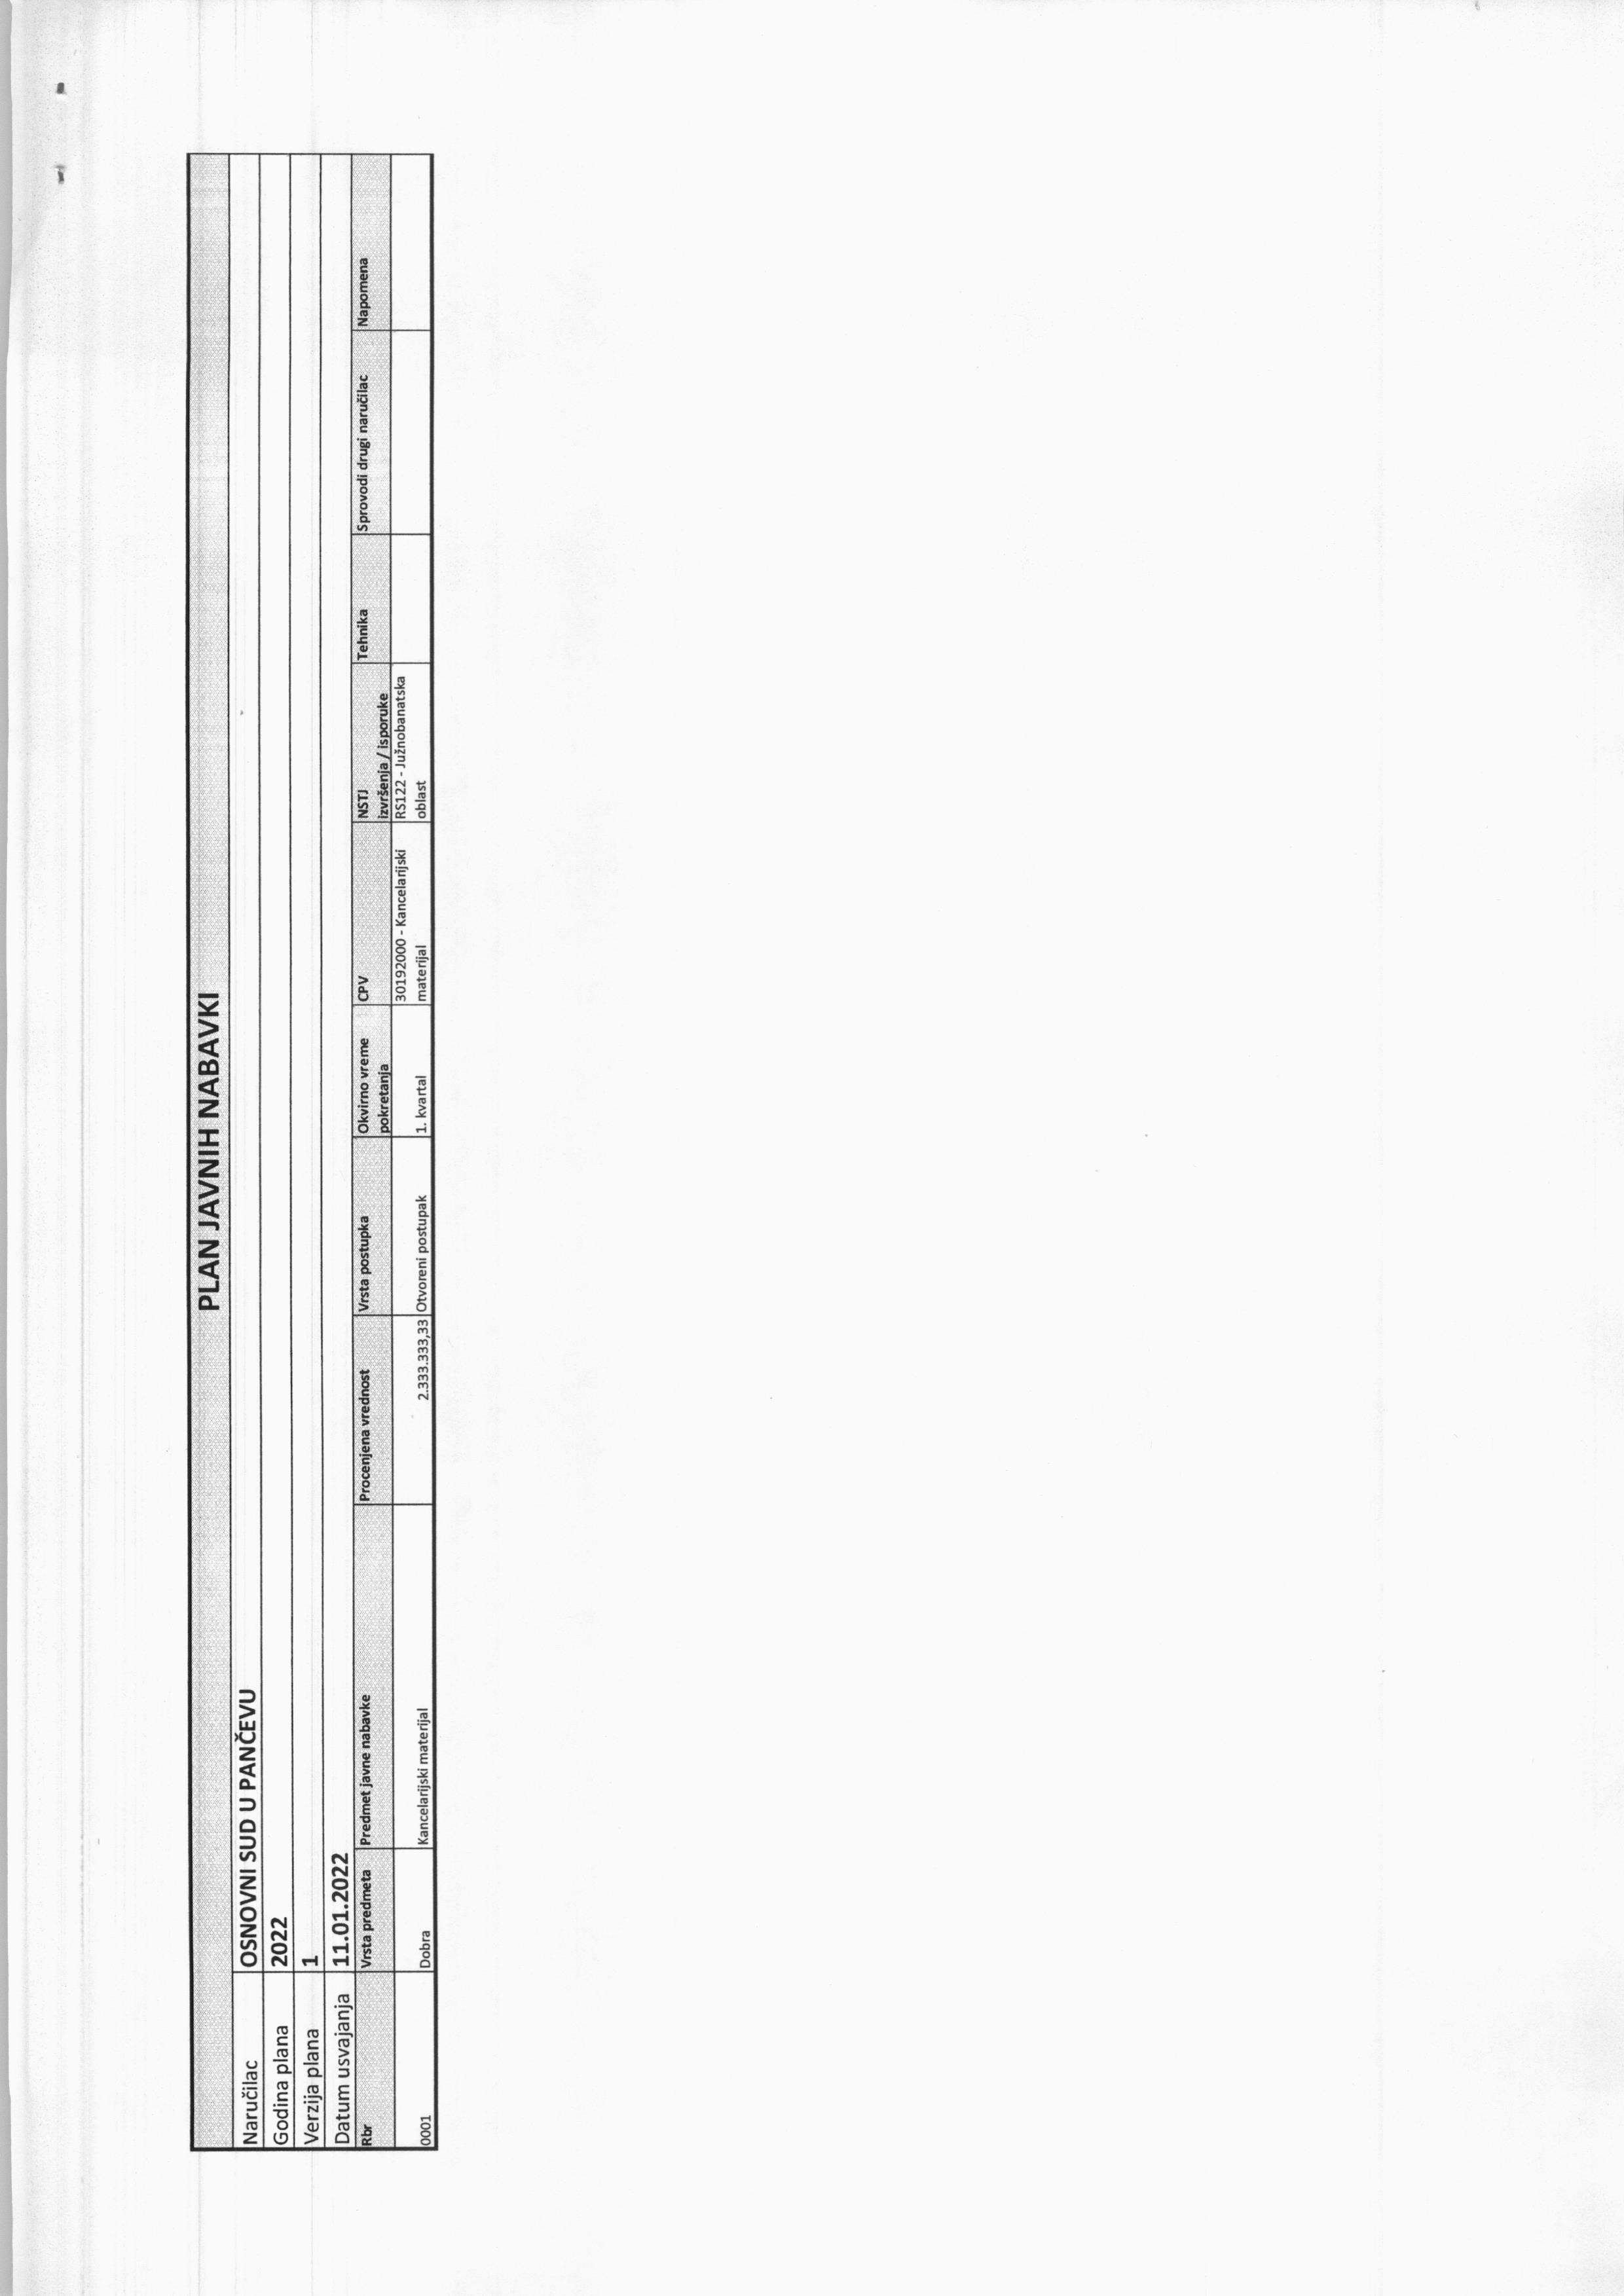 PLAN JAVNIH NABAVKI
Naručilac OSNOVNI SUD U PANČEVU
Godina plana 2022
Verzija plana 1
Datum usvajanja 11.01.2022
Rbr Vrsta predmeta Predmet javne nabavke Procenjena vrednost Vrsta postupka Okvirno vreme CPV NSTJ Tehnika Sprovodi drugi naručilac Napomena
pokretanja izvršenja / isporuke
30192000 - Kancelarijski RS122 - Južnobanatska
0001 Dobra Kancelarijski materijal 2.333.333,33 Otvoreni postupak 1. kvartal materijal oblast